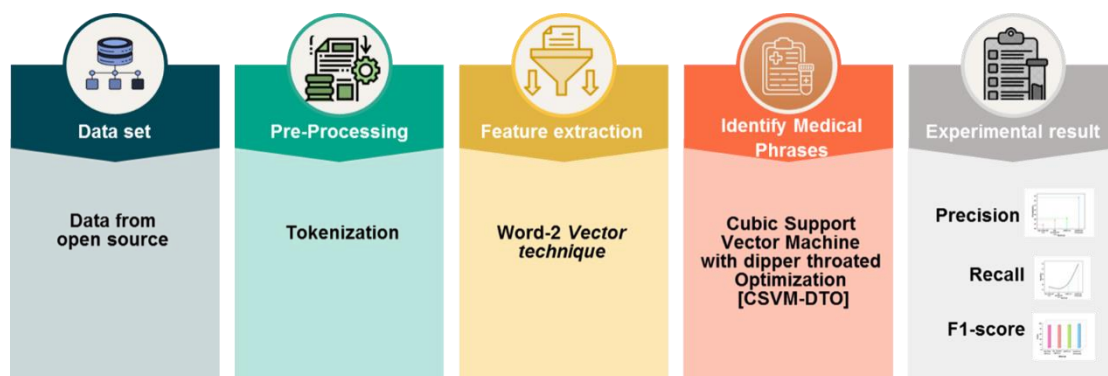 Data set
Data from
open source
Pre-Processing
Tokenization
Feature extraction
Word-2 Vector
technique
Identify Medical
Phrases
Cubic Support
Vector Machine
with dipper throated
Optimization
[CSVM-DTO]
Experimental result
Precision
Recall
F1-score